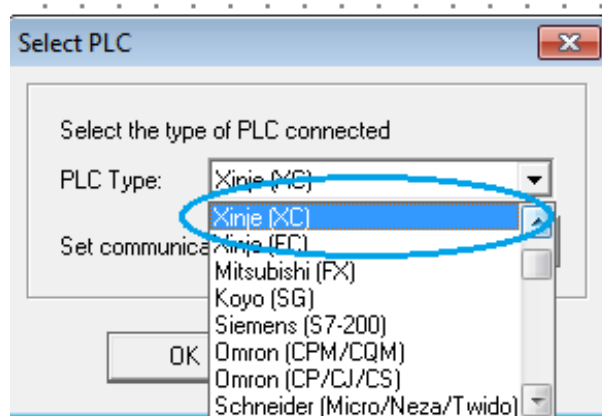 Select PLC
Select the type of PLC connected
PLC Type: Xinje (XC)
Xinje (XC)
Set communica
Xinje (FC)
Mitsubishi (FX)
Koyo (SG)
Siemens (S7-200)
OK
Omron (CPM/CQM)
Omron (CP/CJ/CS)
Schneider (Micro/Neza/Twido)